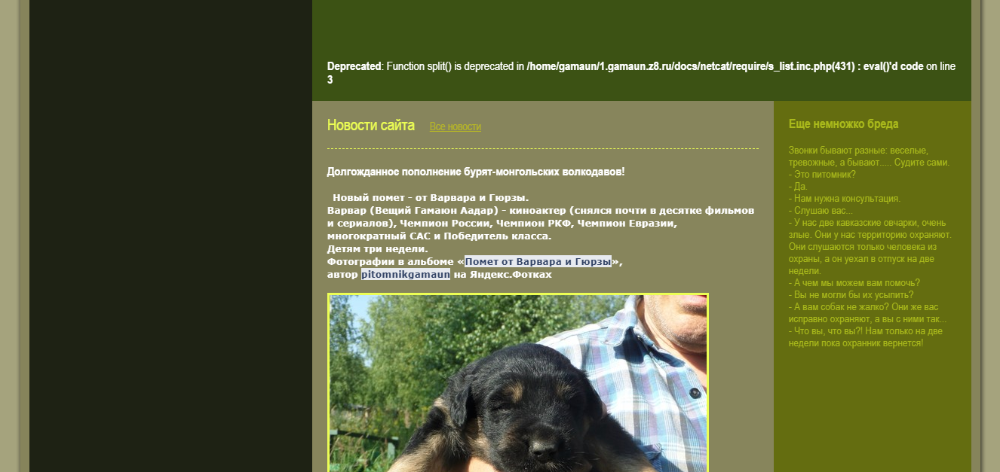 Deprecated: Function split() is deprecated in /home/gamaun/1.gamaun.z8.ru/docs/netcat/require/s_list.inc.php(431) : eval()'d code on line
3
Новости сайта Все новости
Долгожданное пополнение бурят-монгольских волкодавов!
Новый помет - от Варвара и Гюрзы.
Варвар (Вещий Гамаюн Аадар) - киноактер (снялся почти в десятке фильмов
и сериалов), Чемпион России, Чемпион РКФ, Чемпион Евразии,
многократный САС и Победитель класса.
Детям три недели.
Фотографии в альбоме «Помет от Варвара и Гюрзы»,
автор pitomnikgamaun на Яндекс.Фотках
Еще немножко бреда
Звонки бывают разные: веселые,
тревожные, а бывают..... Судите сами.
- Это питомник?
- Да.
- Нам нужна консультация.
- Слушаю вас...
- У нас две кавказские овчарки, очень
злые. Они у нас территорию охраняют.
Они слушаются только человека из
охраны, а он уехал в отпуск на две
недели.
- А чем мы можем вам помочь?
- Вы не могли бы их усыпить?
- А вам собак не жалко? Они же вас
исправно охраняют, а вы с ними так...
- Что вы, что вы?! Нам только на две
недели пока охранник вернется!